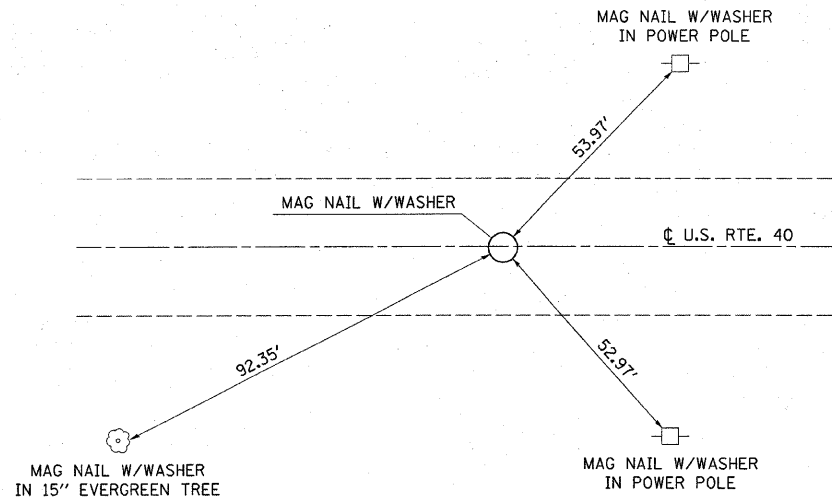 MAG NAIL W/WASHER
IN POWER POLE
53.97'
MAG NAIL W/WASHER
℄ U.S. RTE. 40
92.35'
52.97'
MAG NAIL W/WASHER
IN 15" EVERGREEN TREE
MAG NAIL W/WASHER
IN POWER POLE